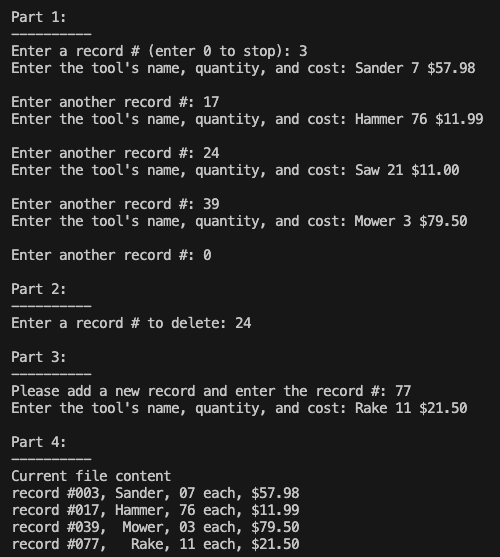 Part 1:
----------
Enter a record # (enter 0 to stop): 3
Enter the tool's name, quantity, and cost: Sander 7 $57.98
Enter another record #: 17
Enter the tool's name, quantity, and cost: Hammer 76 $11.99
Enter another record #: 24
Enter the tool's name, quantity, and cost: Saw 21 $11.00
Enter another record #: 39
Enter the tool's name, quantity, and cost: Mower 3 $79.50
Enter another record #: 0
Part 2:
----------
Enter a record # to delete: 24
Part 3:
----------
Please add a new record and enter the record #: 77
Enter the tool's name, quantity, and cost: Rake 11 $21.50
Part 4:
----------
Current file content
record #003, Sander, 07 each, $57.98
record #017, Hammer, 76 each, $11.99
record #039,  Mower, 03 each, $79.50
record #077,   Rake, 11 each, $21.50